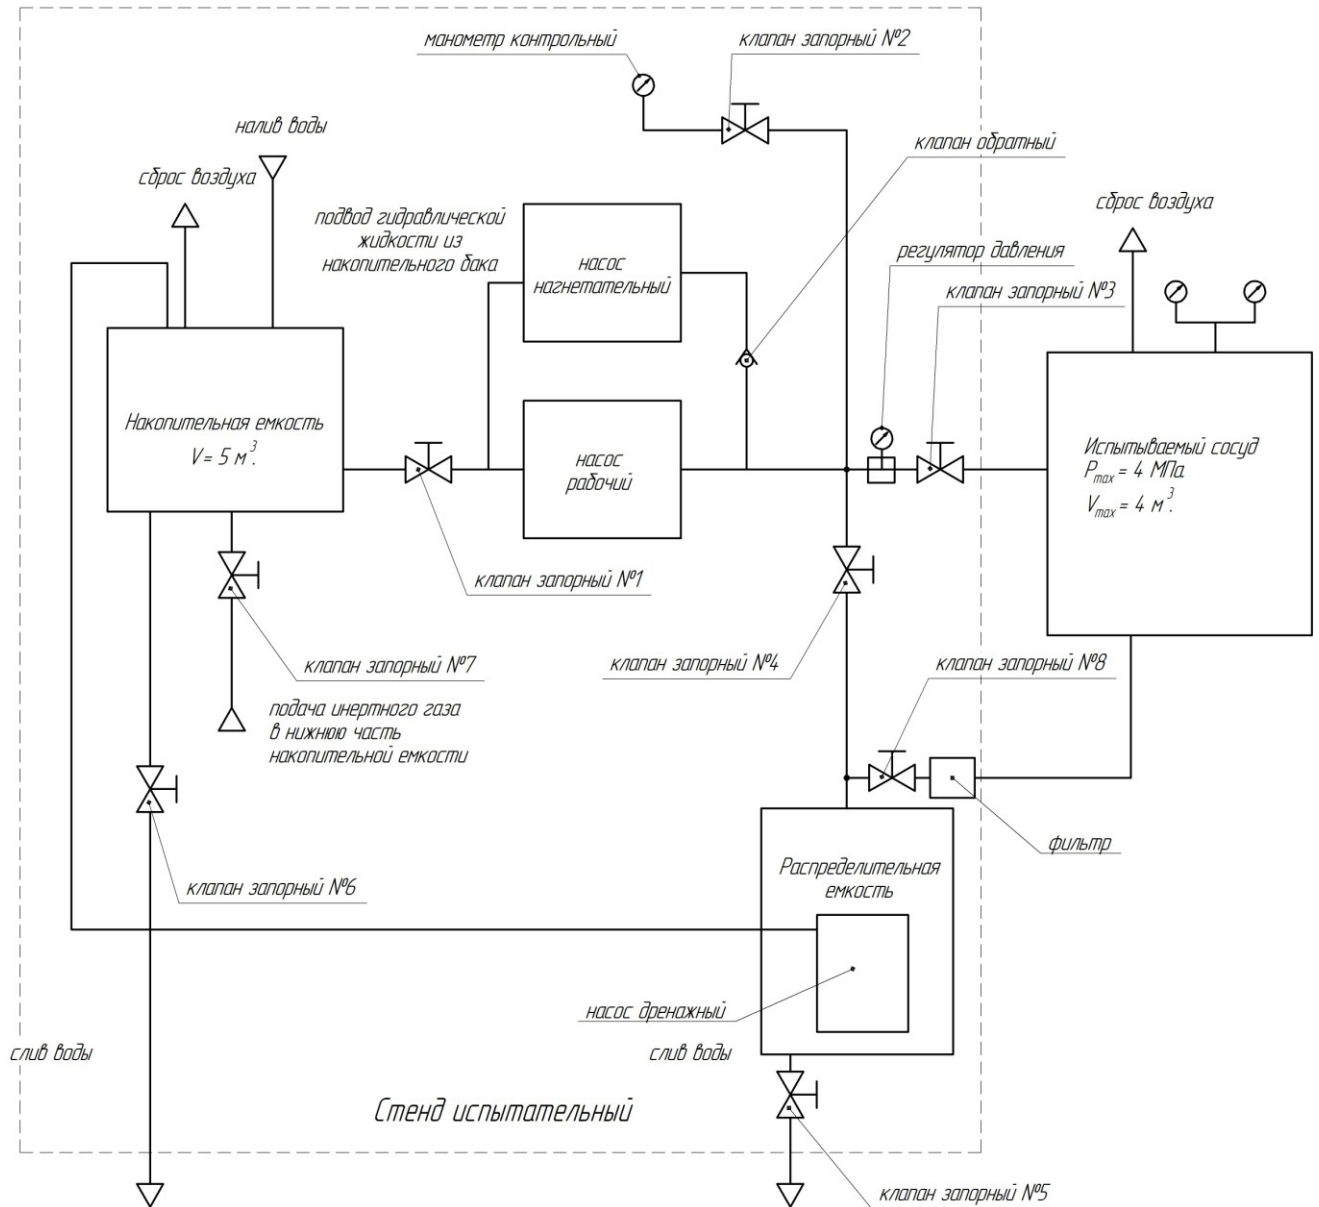 манометр контрольный
клапан запорный №2
налив воды
клапан обратный
сброс воздуха
подвод гидравлической
жидкости из
накопительного бака
насос
нагнетательный
регулятор давления
сброс воздуха
клапан запорный №3
Накопительная емкость
V= 5 м³.
насос
рабочий
Испытываемый сосуд
Pmax = 4 МПа
Vmax = 4 м³.
клапан запорный №1
клапан запорный №7
клапан запорный №4
клапан запорный №8
подача инертного газа
в нижнюю часть
накопительной емкости
фильтр
Распределительная
емкость
клапан запорный №6
насос дренажный
слив воды
слив воды
Стенд испытательный
клапан запорный №5